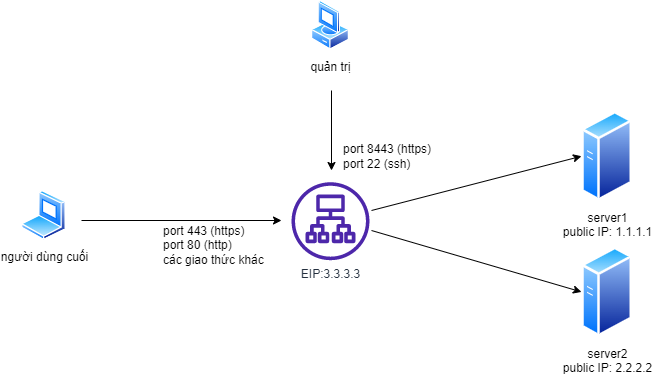 quản trị
port 8443 (https)
port 22 (ssh)
server1
public IP: 1.1.1.1
port 443 (https)
port 80 (http)
các giao thức khác
người dùng cuối
EIP:3.3.3.3
server2
public IP: 2.2.2.2